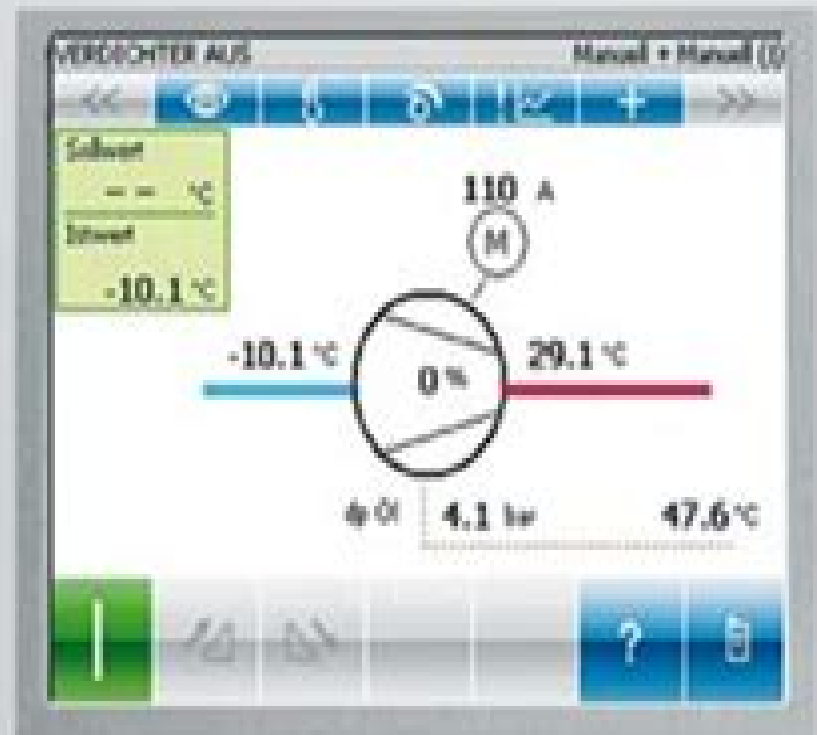 VERDICHTER AUS
Manuell + Manuell (I)
<< + >>
Sollwert
-- °C
Istwert
-10.1 °C
110 A
M
-10.1 °C
0 %
29.1 °C
Öl 4.1 bar 47.6 °C
?